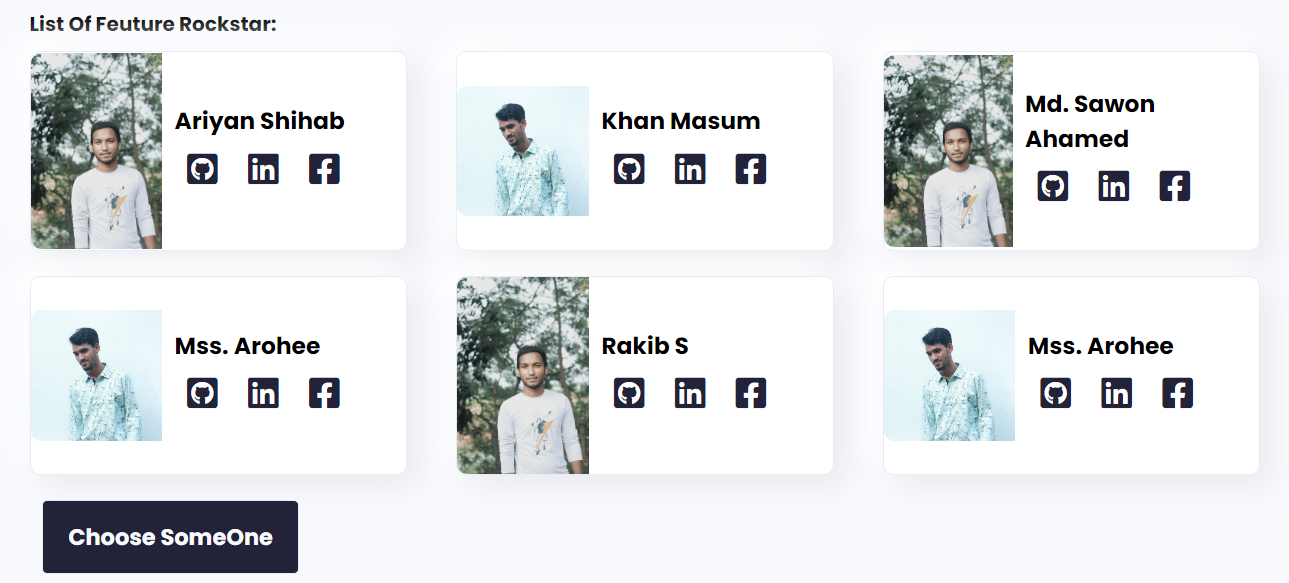 List Of Feuture Rockstar:
Ariyan Shihab
Khan Masum
Md. Sawon
Ahamed
Mss. Arohee
Rakib S
Mss. Arohee
Choose SomeOne